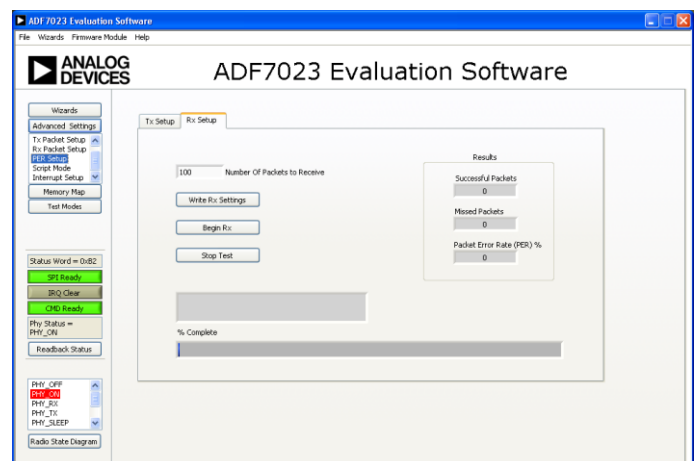 ADF7023 Evaluation Software
File Wizards Firmware Module Help
ANALOG DEVICES
ADF7023 Evaluation Software
Wizards
Advanced Settings
Tx Packet Setup
Rx Packet Setup
PER Setup
Script Mode
Interrupt Setup
Memory Map
Test Modes
Status Word = 0xB2
SPI Ready
IRQ Clear
CMD Ready
Phy Status =
PHY_ON
Readback Status
PHY_OFF
PHY_ON
PHY_RX
PHY_TX
PHY_SLEEP
Radio State Diagram
Tx Setup Rx Setup
100 Number Of Packets to Receive
Write Rx Settings
Begin Rx
Stop Test
% Complete
Results
Successful Packets
0
Missed Packets
0
Packet Error Rate (PER) %
0